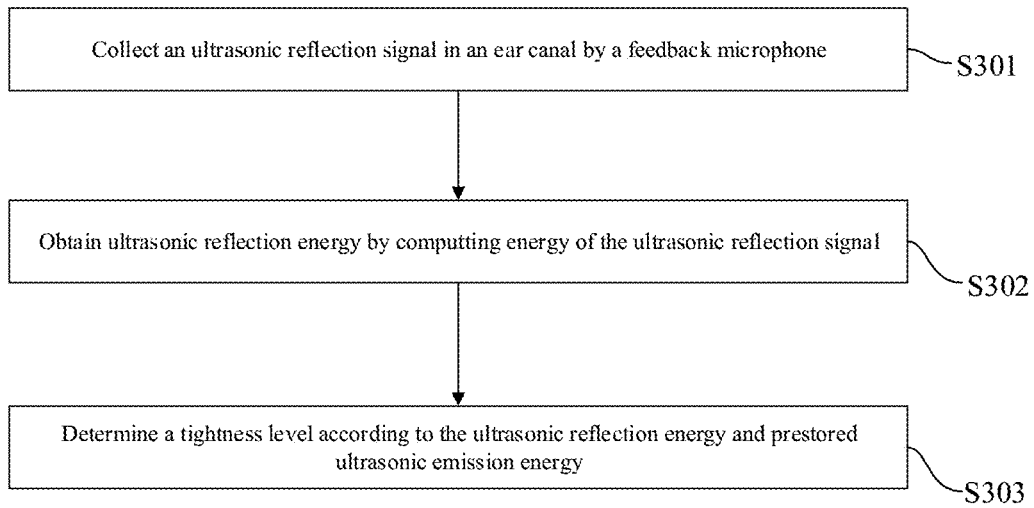 Collect an ultrasonic reflection signal in an ear canal by a feedback microphone
S301
Obtain ultrasonic reflection energy by computting energy of the ultrasonic reflection signal
S302
Determine a tightness level according to the ultrasonic reflection energy and prestored
ultrasonic emission energy
S303